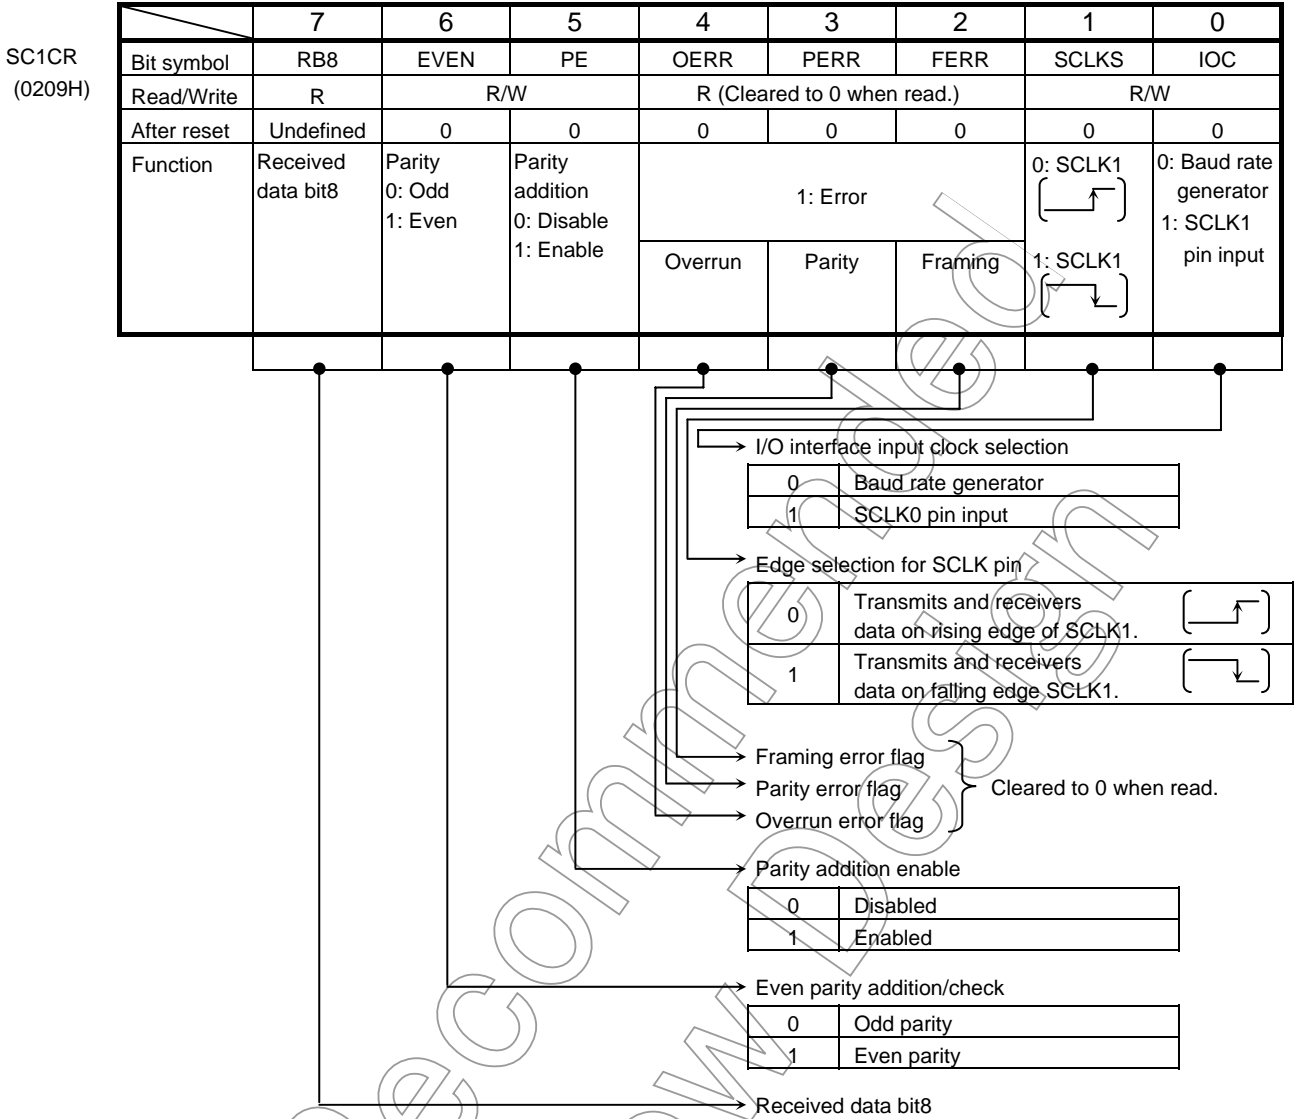 7 6 5 4 3 2 1 0
SC1CR
(0209H)
Bit symbol RB8 EVEN PE OERR PERR FERR SCLKS IOC
Read/Write R R/W R (Cleared to 0 when read.) R/W
After reset Undefined 0 0 0 0 0 0 0
Function
Received
data bit8
Parity
0: Odd
1: Even
Parity
addition
0: Disable
1: Enable
1: Error
Overrun Parity Framing
0: SCLK1
1: SCLK1
0: Baud rate
generator
1: SCLK1
pin input
I/O interface input clock selection
0 Baud rate generator
1 SCLK0 pin input
Edge selection for SCLK pin
0 Transmits and receivers
data on rising edge of SCLK1.
1 Transmits and receivers
data on falling edge SCLK1.
Framing error flag
Parity error flag
Overrun error flag
Cleared to 0 when read.
Parity addition enable
0 Disabled
1 Enabled
Even parity addition/check
0 Odd parity
1 Even parity
Received data bit8
ecommended
w Design